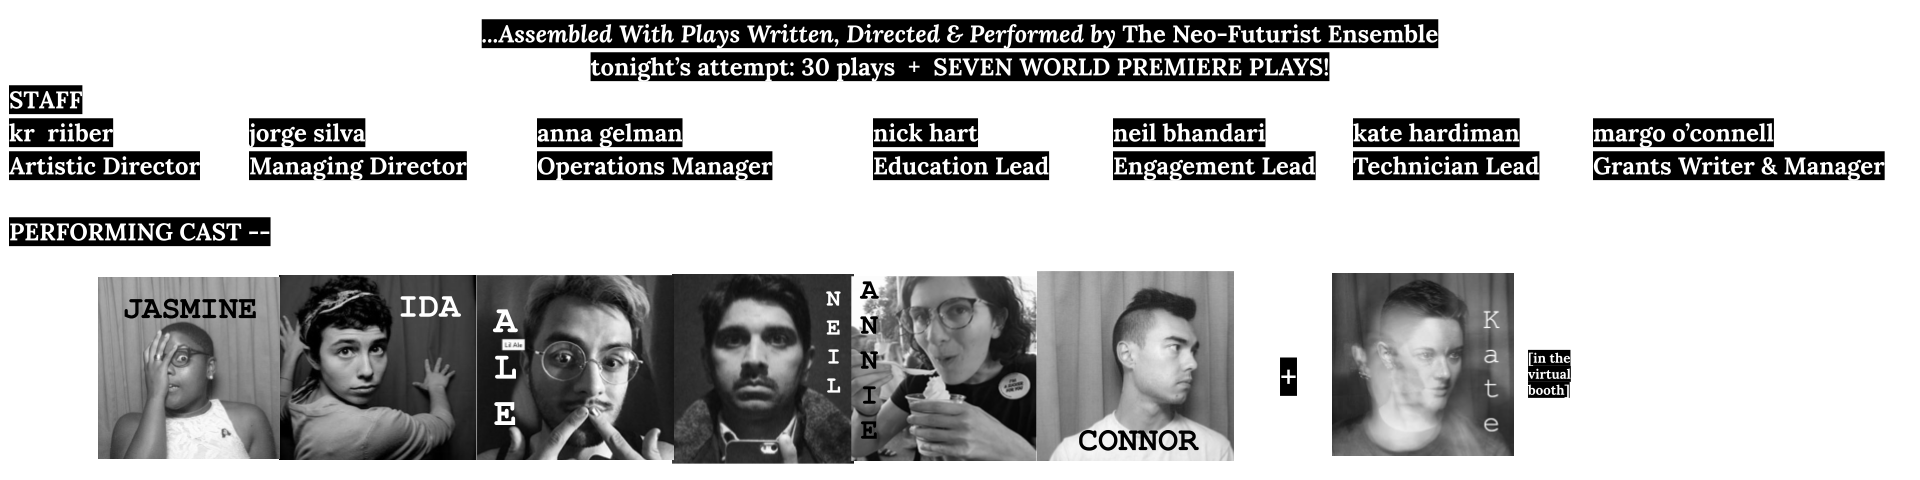 ...Assembled With Plays Written, Directed & Performed by The Neo-Futurist Ensemble
tonight's attempt: 30 plays + SEVEN WORLD PREMIERE PLAYS!
STAFF
kr riiber jorge silva anna gelman nick hart neil bhandari kate hardiman margo o'connell
Artistic Director Managing Director Operations Manager Education Lead Engagement Lead Technician Lead Grants Writer & Manager
PERFORMING CAST --
JASMINE
IDA
ALE
Lil Ale
NEIL
ANNIE
CONNOR
+
Kate
[in the
virtual
booth]